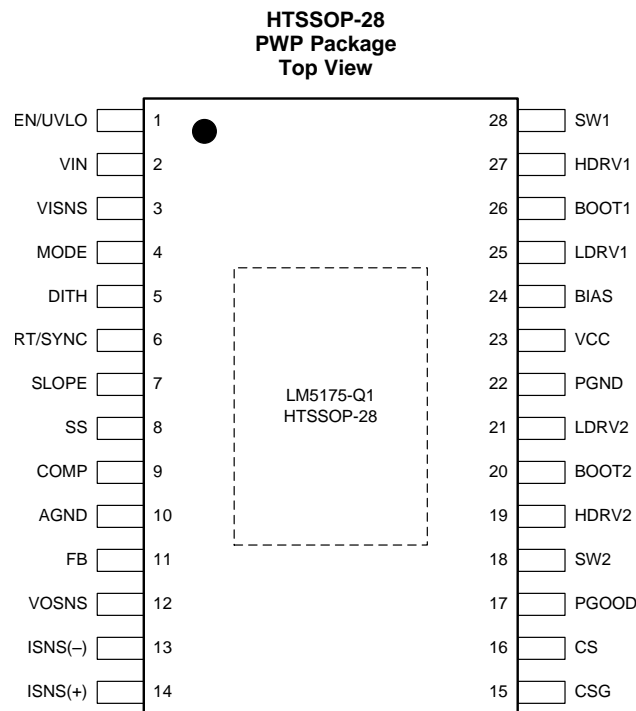 HTSSOP-28
PWP Package
Top View
EN/UVLO 1 28 SW1
VIN 2 27 HDRV1
VISNS 3 26 BOOT1
MODE 4 25 LDRV1
DITH 5 24 BIAS
RT/SYNC 6 23 VCC
SLOPE 7 22 PGND
LM5175-Q1
HTSSOP-28
SS 8 21 LDRV2
COMP 9 20 BOOT2
AGND 10 19 HDRV2
FB 11 18 SW2
VOSNS 12 17 PGOOD
ISNS(–) 13 16 CS
ISNS(+) 14 15 CSG